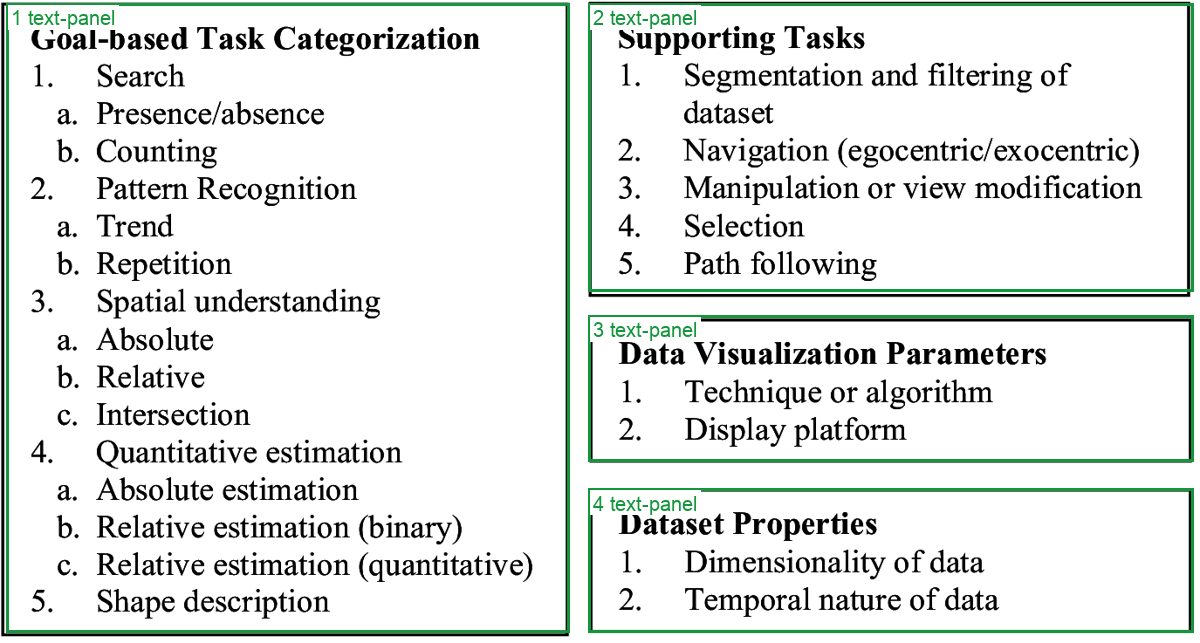 1 text-panel
Goal-based Task Categorization
1. Search
a. Presence/absence
b. Counting
2. Pattern Recognition
a. Trend
b. Repetition
3. Spatial understanding
a. Absolute
b. Relative
c. Intersection
4. Quantitative estimation
a. Absolute estimation
b. Relative estimation (binary)
c. Relative estimation (quantitative)
5. Shape description
2 text-panel
Supporting Tasks
1. Segmentation and filtering of
dataset
2. Navigation (egocentric/exocentric)
3. Manipulation or view modification
4. Selection
5. Path following
3 text-panel
Data Visualization Parameters
1. Technique or algorithm
2. Display platform
4 text-panel
Dataset Properties
1. Dimensionality of data
2. Temporal nature of data